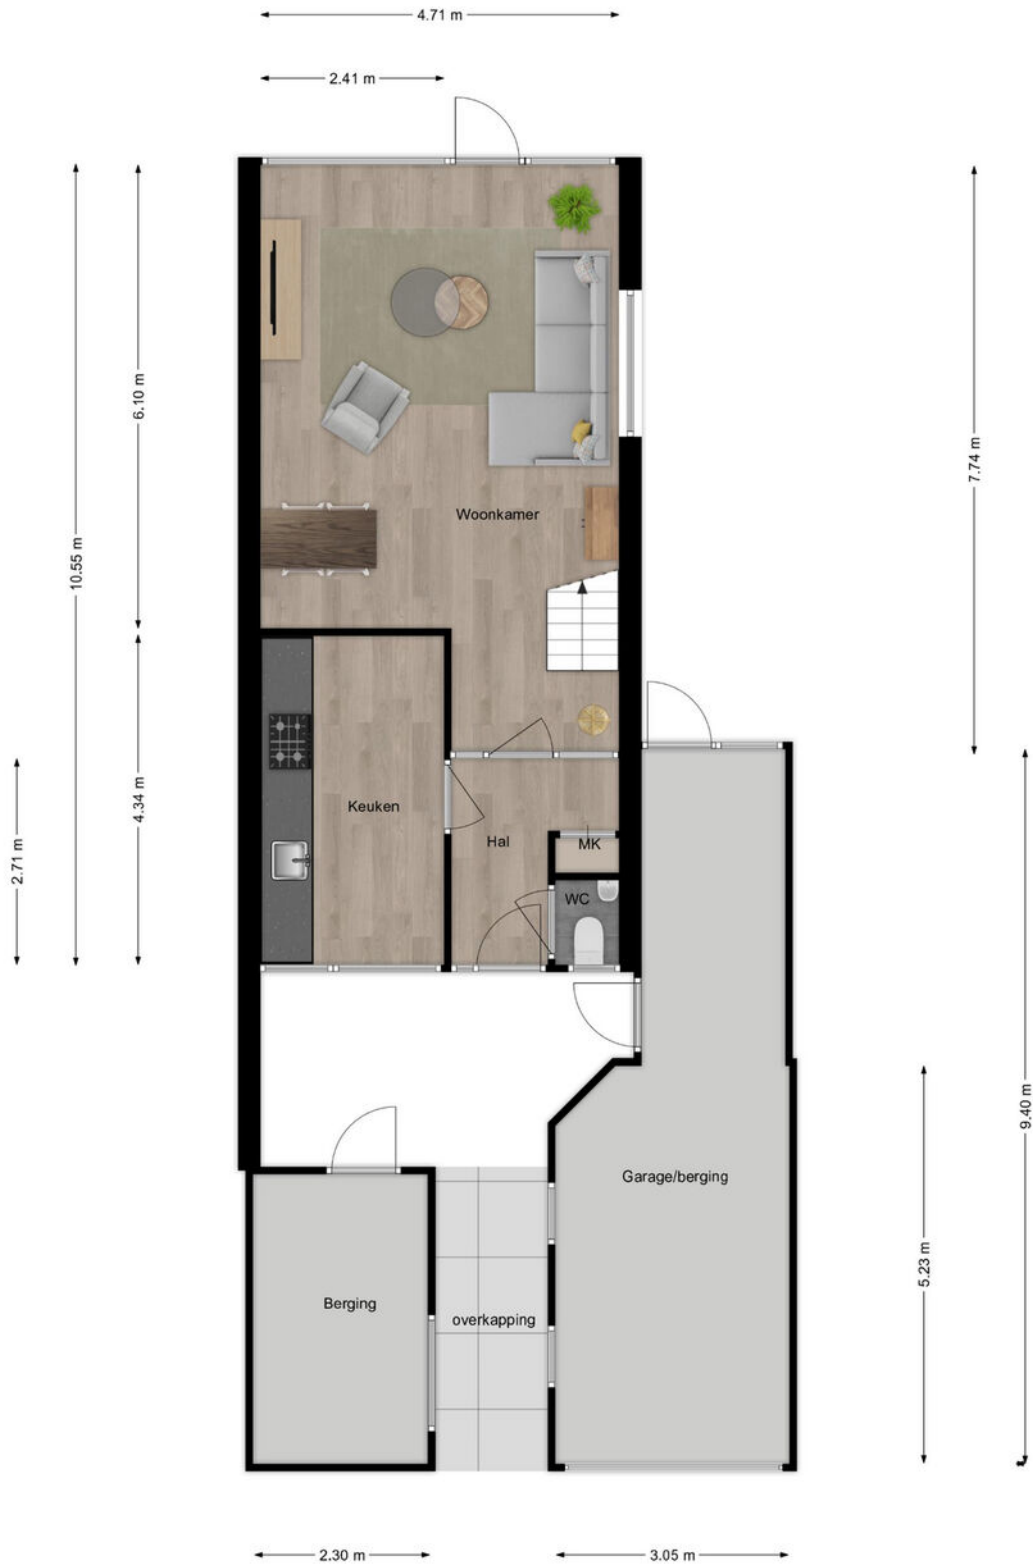 4.71 m
2.41 m
6.10 m
7.74 m
Woonkamer
10.55 m
4.34 m
Keuken
2.71 m
Hal
MK
WC
9.40 m
Garage/berging
5.23 m
Berging
overkapping
2.30 m
3.05 m